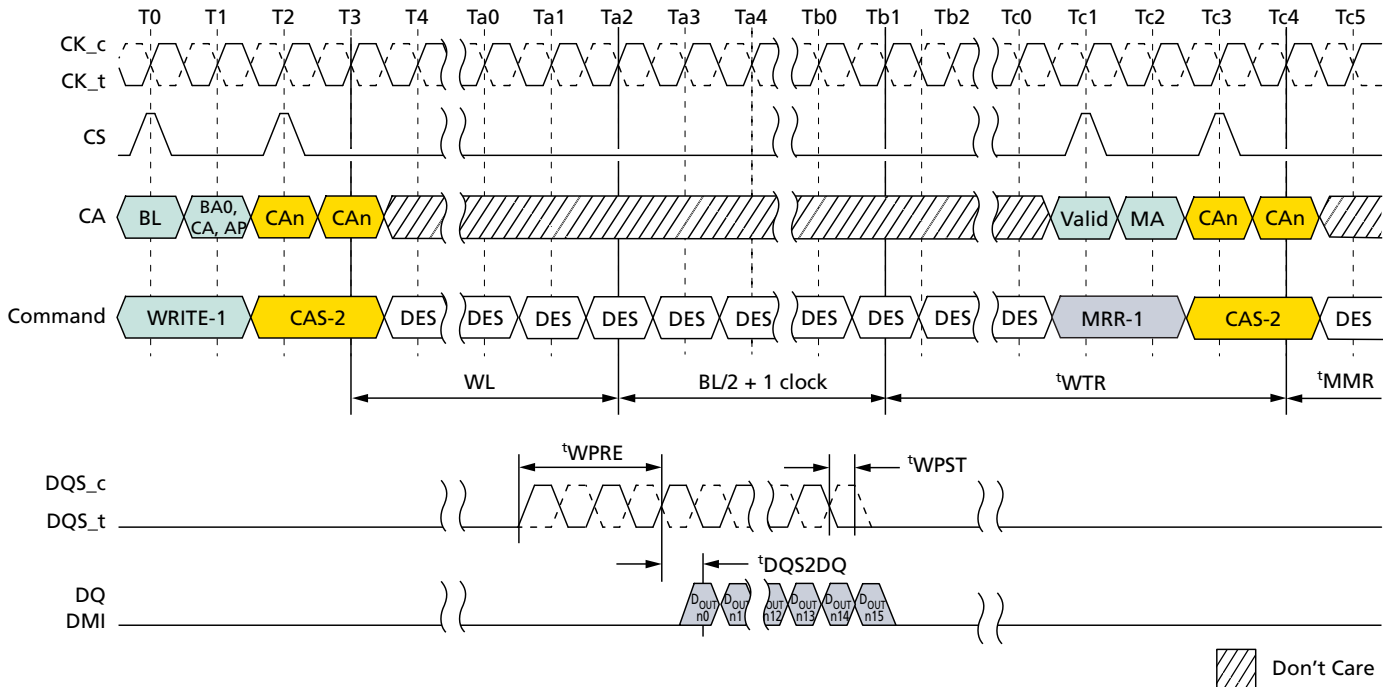 T0 T1 T2 T3 T4 Ta0 Ta1 Ta2 Ta3 Ta4 Tb0 Tb1 Tb2 Tc0 Tc1 Tc2 Tc3 Tc4 Tc5
CK_c
CK_t
CS
CA BL BA0, CA, AP CAn CAn Valid MA CAn CAn
Command WRITE-1 CAS-2 DES DES DES DES DES DES DES DES DES DES MRR-1 CAS-2 DES
WL BL/2 + 1 clock tWTR tMMR
tWPRE tWPST
DQS_c
DQS_t
tDQS2DQ
DQ
DMI
DOUT n0 DOUT n1 OUT n12 DOUT n13 DOUT n14 DOUT n15
Don't Care